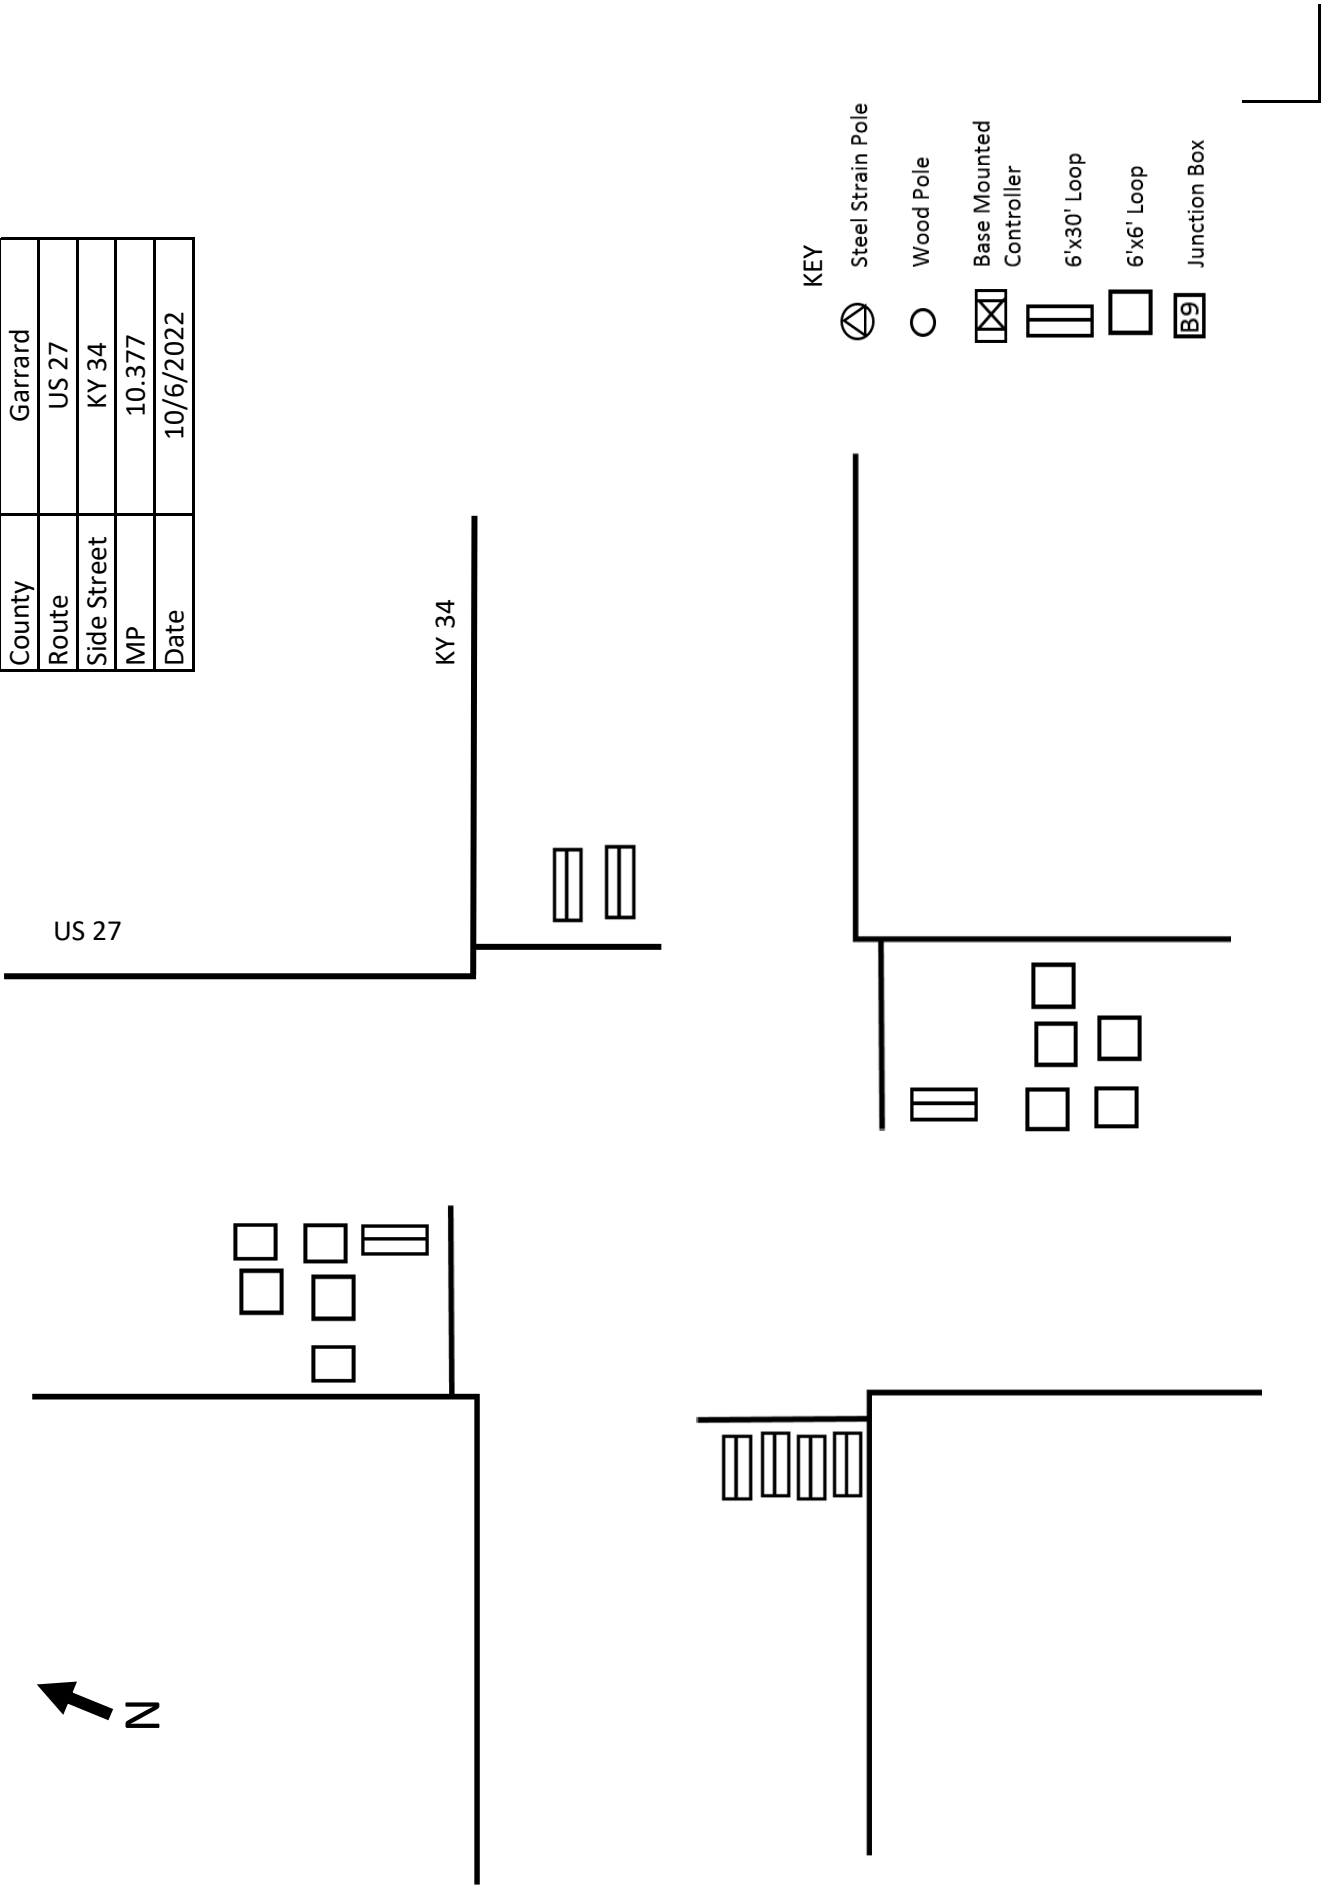 County Garrard
Route US 27
Side Street KY 34
MP 10.377
Date 10/6/2022
US 27
KY 34
N
KEY
Steel Strain Pole
Wood Pole
Base Mounted
Controller
6'x30' Loop
6'x6' Loop
B9 Junction Box